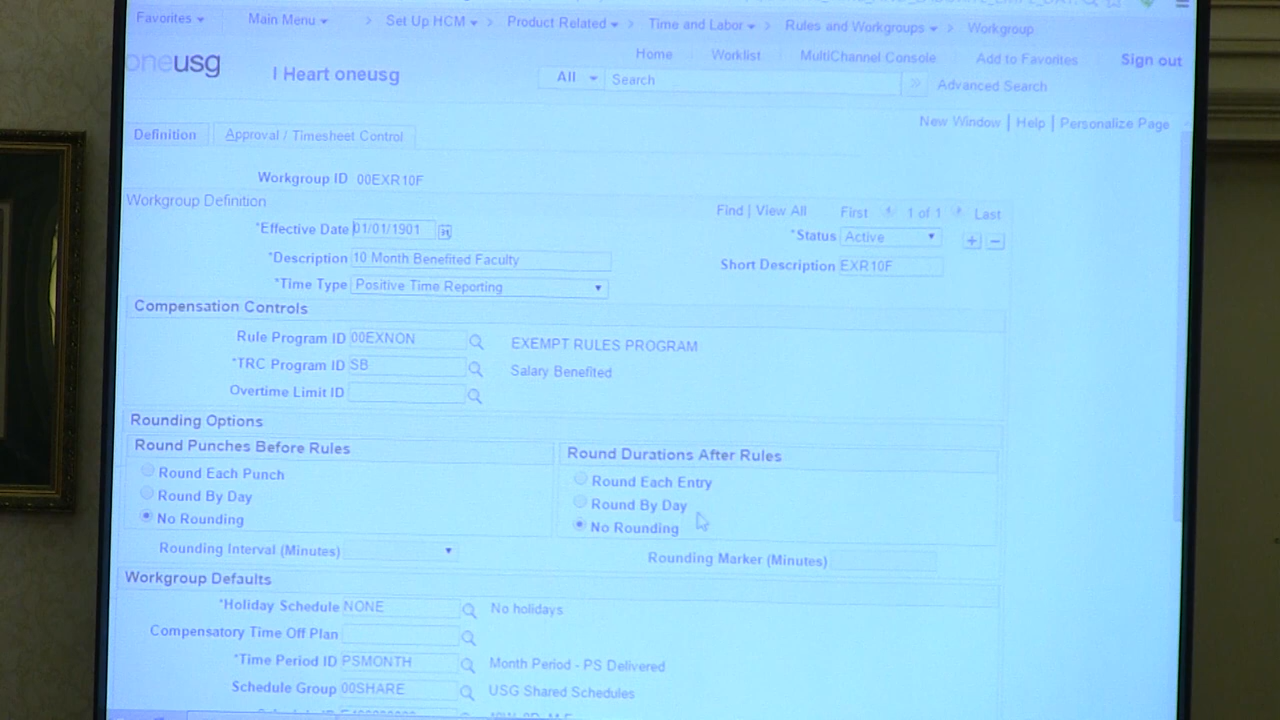 Favorites Main Menu > Set Up HCM > Product Related > Time and Labor > Rules and Workgroups > Workgroup
Home Worklist MultiChannel Console Add to Favorites Sign out
oneusg I Heart oneusg All Search Advanced Search
New Window | Help | Personalize Page
Definition Approval / Timesheet Control
Workgroup ID 00EXR10F
Workgroup Definition Find | View All First 1 of 1 Last
*Effective Date 01/01/1901 *Status Active
*Description 10 Month Benefited Faculty Short Description EXR10F
*Time Type Positive Time Reporting
Compensation Controls
Rule Program ID 00EXNON EXEMPT RULES PROGRAM
*TRC Program ID SB Salary Benefited
Overtime Limit ID
Rounding Options
Round Punches Before Rules Round Durations After Rules
Round Each Punch Round Each Entry
Round By Day Round By Day
No Rounding No Rounding
Rounding Interval (Minutes) Rounding Marker (Minutes)
Workgroup Defaults
*Holiday Schedule NONE No holidays
Compensatory Time Off Plan
*Time Period ID PSMONTH Month Period - PS Delivered
Schedule Group 00SHARE USG Shared Schedules